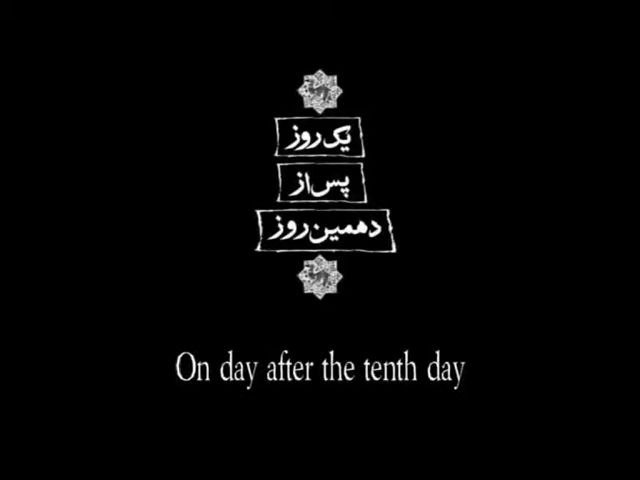 یک روز
پس از
دهمین روز
On day after the tenth day